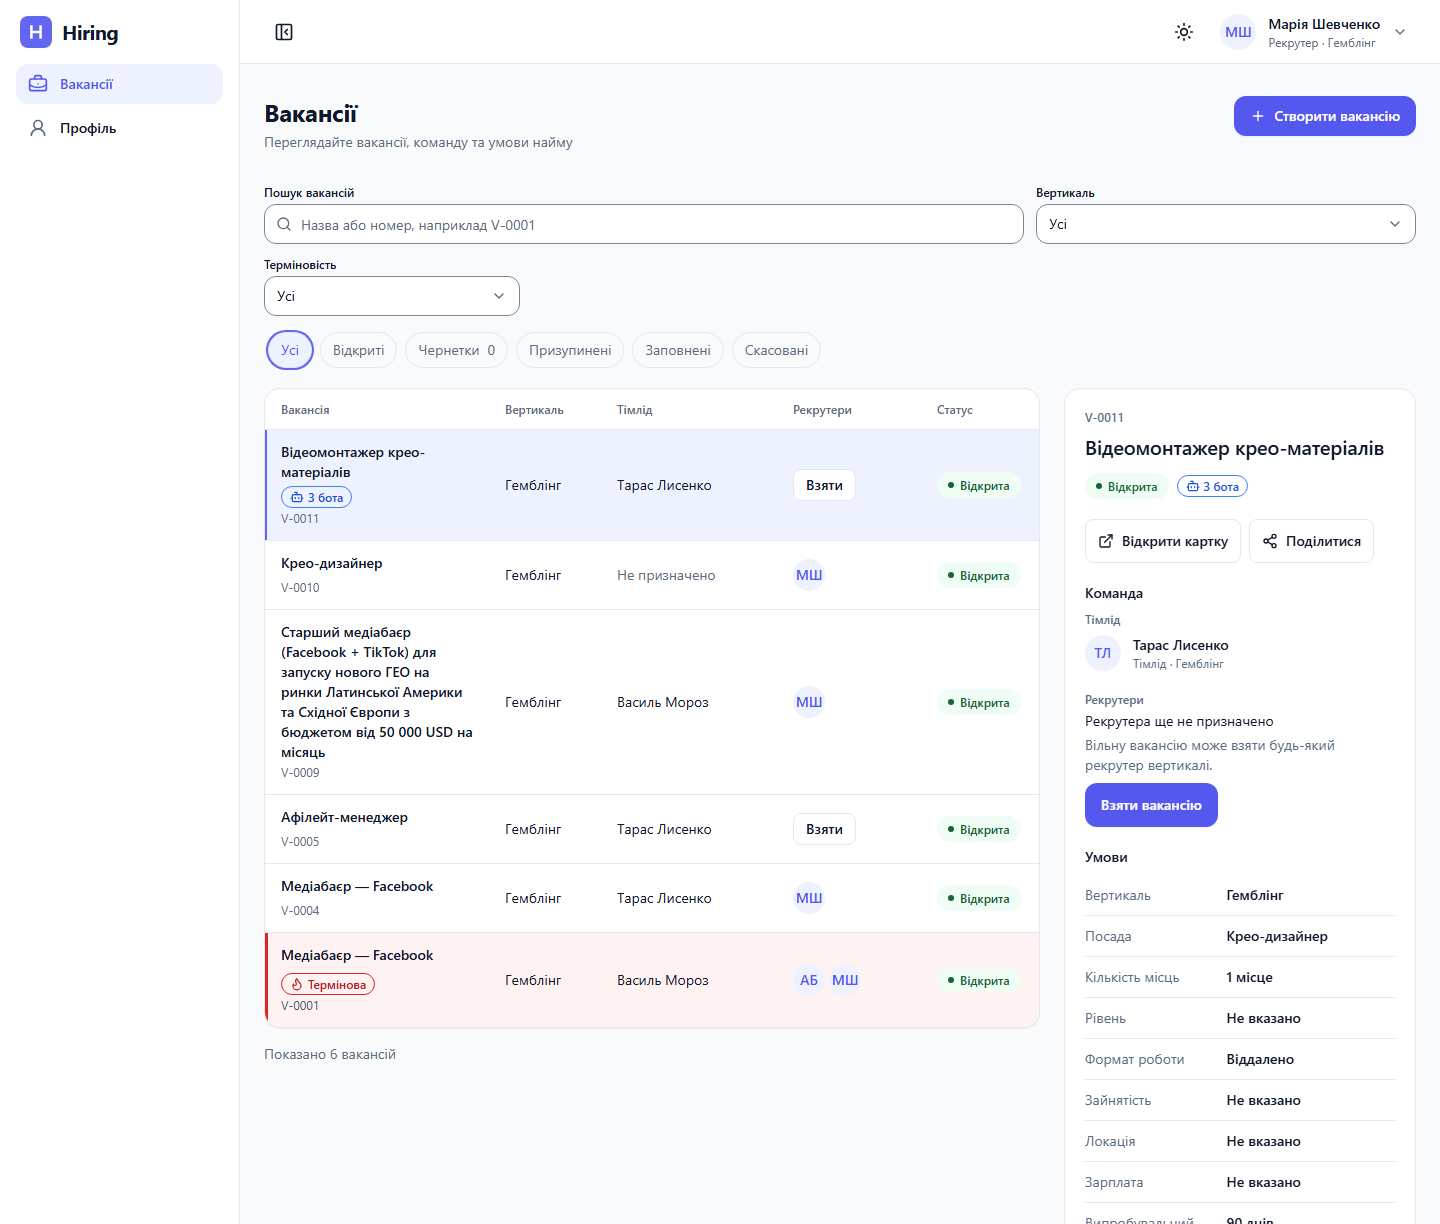 H Hiring
Вакансії
Профіль
МШ
Марія Шевченко
Рекрутер · Гемблінг
Вакансії
Переглядайте вакансії, команду та умови найму
Створити вакансію
Пошук вакансій
Назва або номер, наприклад V-0001
Вертикаль
Усі
Терміновість
Усі
Усі
Відкриті
Чернетки 0
Призупинені
Заповнені
Скасовані
Вакансія Вертикаль Тімлід Рекрутери Статус
Відеомонтажер крео-
матеріалів
З бота
V-0011
Гемблінг
Тарас Лисенко
Взяти
Відкрита
Крео-дизайнер
V-0010
Гемблінг
Не призначено
МШ
Відкрита
Старший медіабаєр
(Facebook + TikTok) для
запуску нового ГЕО на
ринки Латинської Америки
та Східної Європи з
бюджетом від 50 000 USD на
місяць
V-0009
Гемблінг
Василь Мороз
МШ
Відкрита
Афілейт-менеджер
V-0005
Гемблінг
Тарас Лисенко
Взяти
Відкрита
Медіабаєр — Facebook
V-0004
Гемблінг
Тарас Лисенко
МШ
Відкрита
Медіабаєр — Facebook
Термінова
V-0001
Гемблінг
Василь Мороз
АБ МШ
Відкрита
Показано 6 вакансій
V-0011
Відеомонтажер крео-матеріалів
Відкрита
З бота
Відкрити картку
Поділитися
Команда
Тімлід
ТЛ
Тарас Лисенко
Тімлід · Гемблінг
Рекрутери
Рекрутера ще не призначено
Вільну вакансію може взяти будь-який
рекрутер вертикалі.
Взяти вакансію
Умови
Вертикаль Гемблінг
Посада Крео-дизайнер
Кількість місць 1 місце
Рівень Не вказано
Формат роботи Віддалено
Зайнятість Не вказано
Локація Не вказано
Зарплата Не вказано
Випробувальний 90 днів